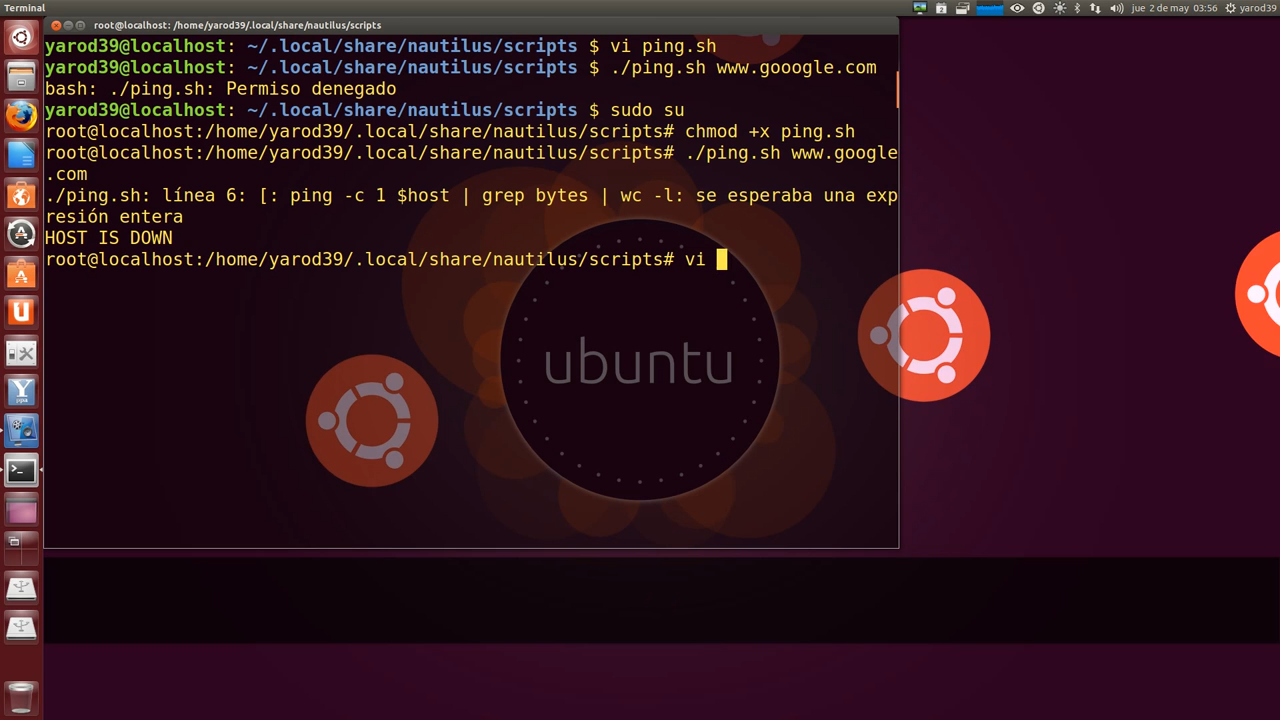 Terminal
jue 2 de may 03:56 yarod39
root@localhost: /home/yarod39/.local/share/nautilus/scripts
yarod39@localhost: ~/.local/share/nautilus/scripts $ vi ping.sh
yarod39@localhost: ~/.local/share/nautilus/scripts $ ./ping.sh www.gooogle.com
bash: ./ping.sh: Permiso denegado
yarod39@localhost: ~/.local/share/nautilus/scripts $ sudo su
root@localhost:/home/yarod39/.local/share/nautilus/scripts# chmod +x ping.sh
root@localhost:/home/yarod39/.local/share/nautilus/scripts# ./ping.sh www.google
.com
./ping.sh: línea 6: [: ping -c 1 $host | grep bytes | wc -l: se esperaba una exp
resión entera
HOST IS DOWN
root@localhost:/home/yarod39/.local/share/nautilus/scripts# vi
ubuntu